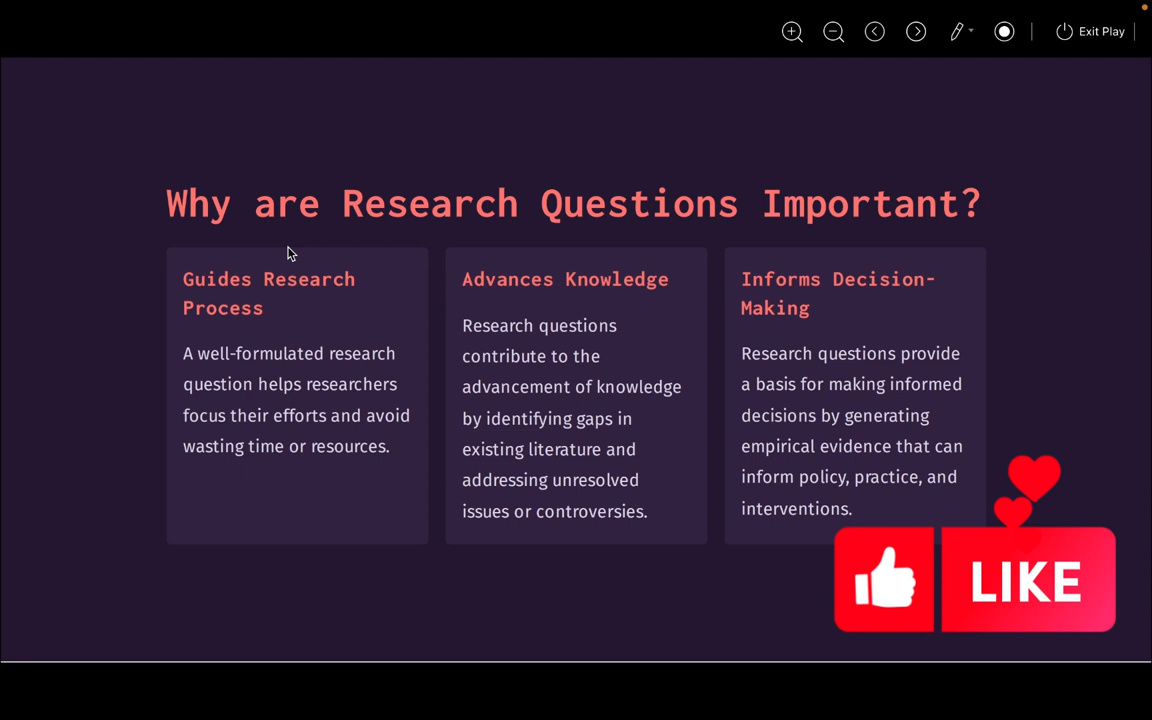 Exit Play
Why are Research Questions Important?
Guides Research
Process
A well-formulated research
question helps researchers
focus their efforts and avoid
wasting time or resources.
Advances Knowledge
Research questions
contribute to the
advancement of knowledge
by identifying gaps in
existing literature and
addressing unresolved
issues or controversies.
Informs Decision-
Making
Research questions provide
a basis for making informed
decisions by generating
empirical evidence that can
inform policy, practice, and
interventions.
LIKE